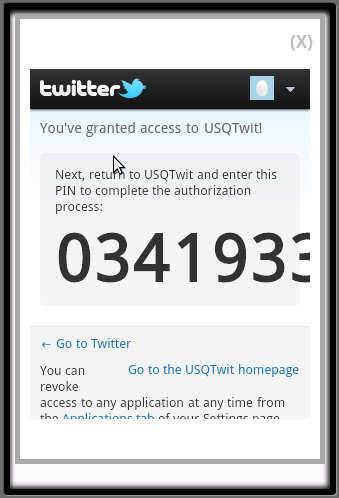 (X)
twitter
You've granted access to USQTwit!
Next, return to USQTwit and enter this
PIN to complete the authorization
process:
0341933
← Go to Twitter
You can Go to the USQTwit homepage
revoke
access to any application at any time from
the Applications tab of your Settings page